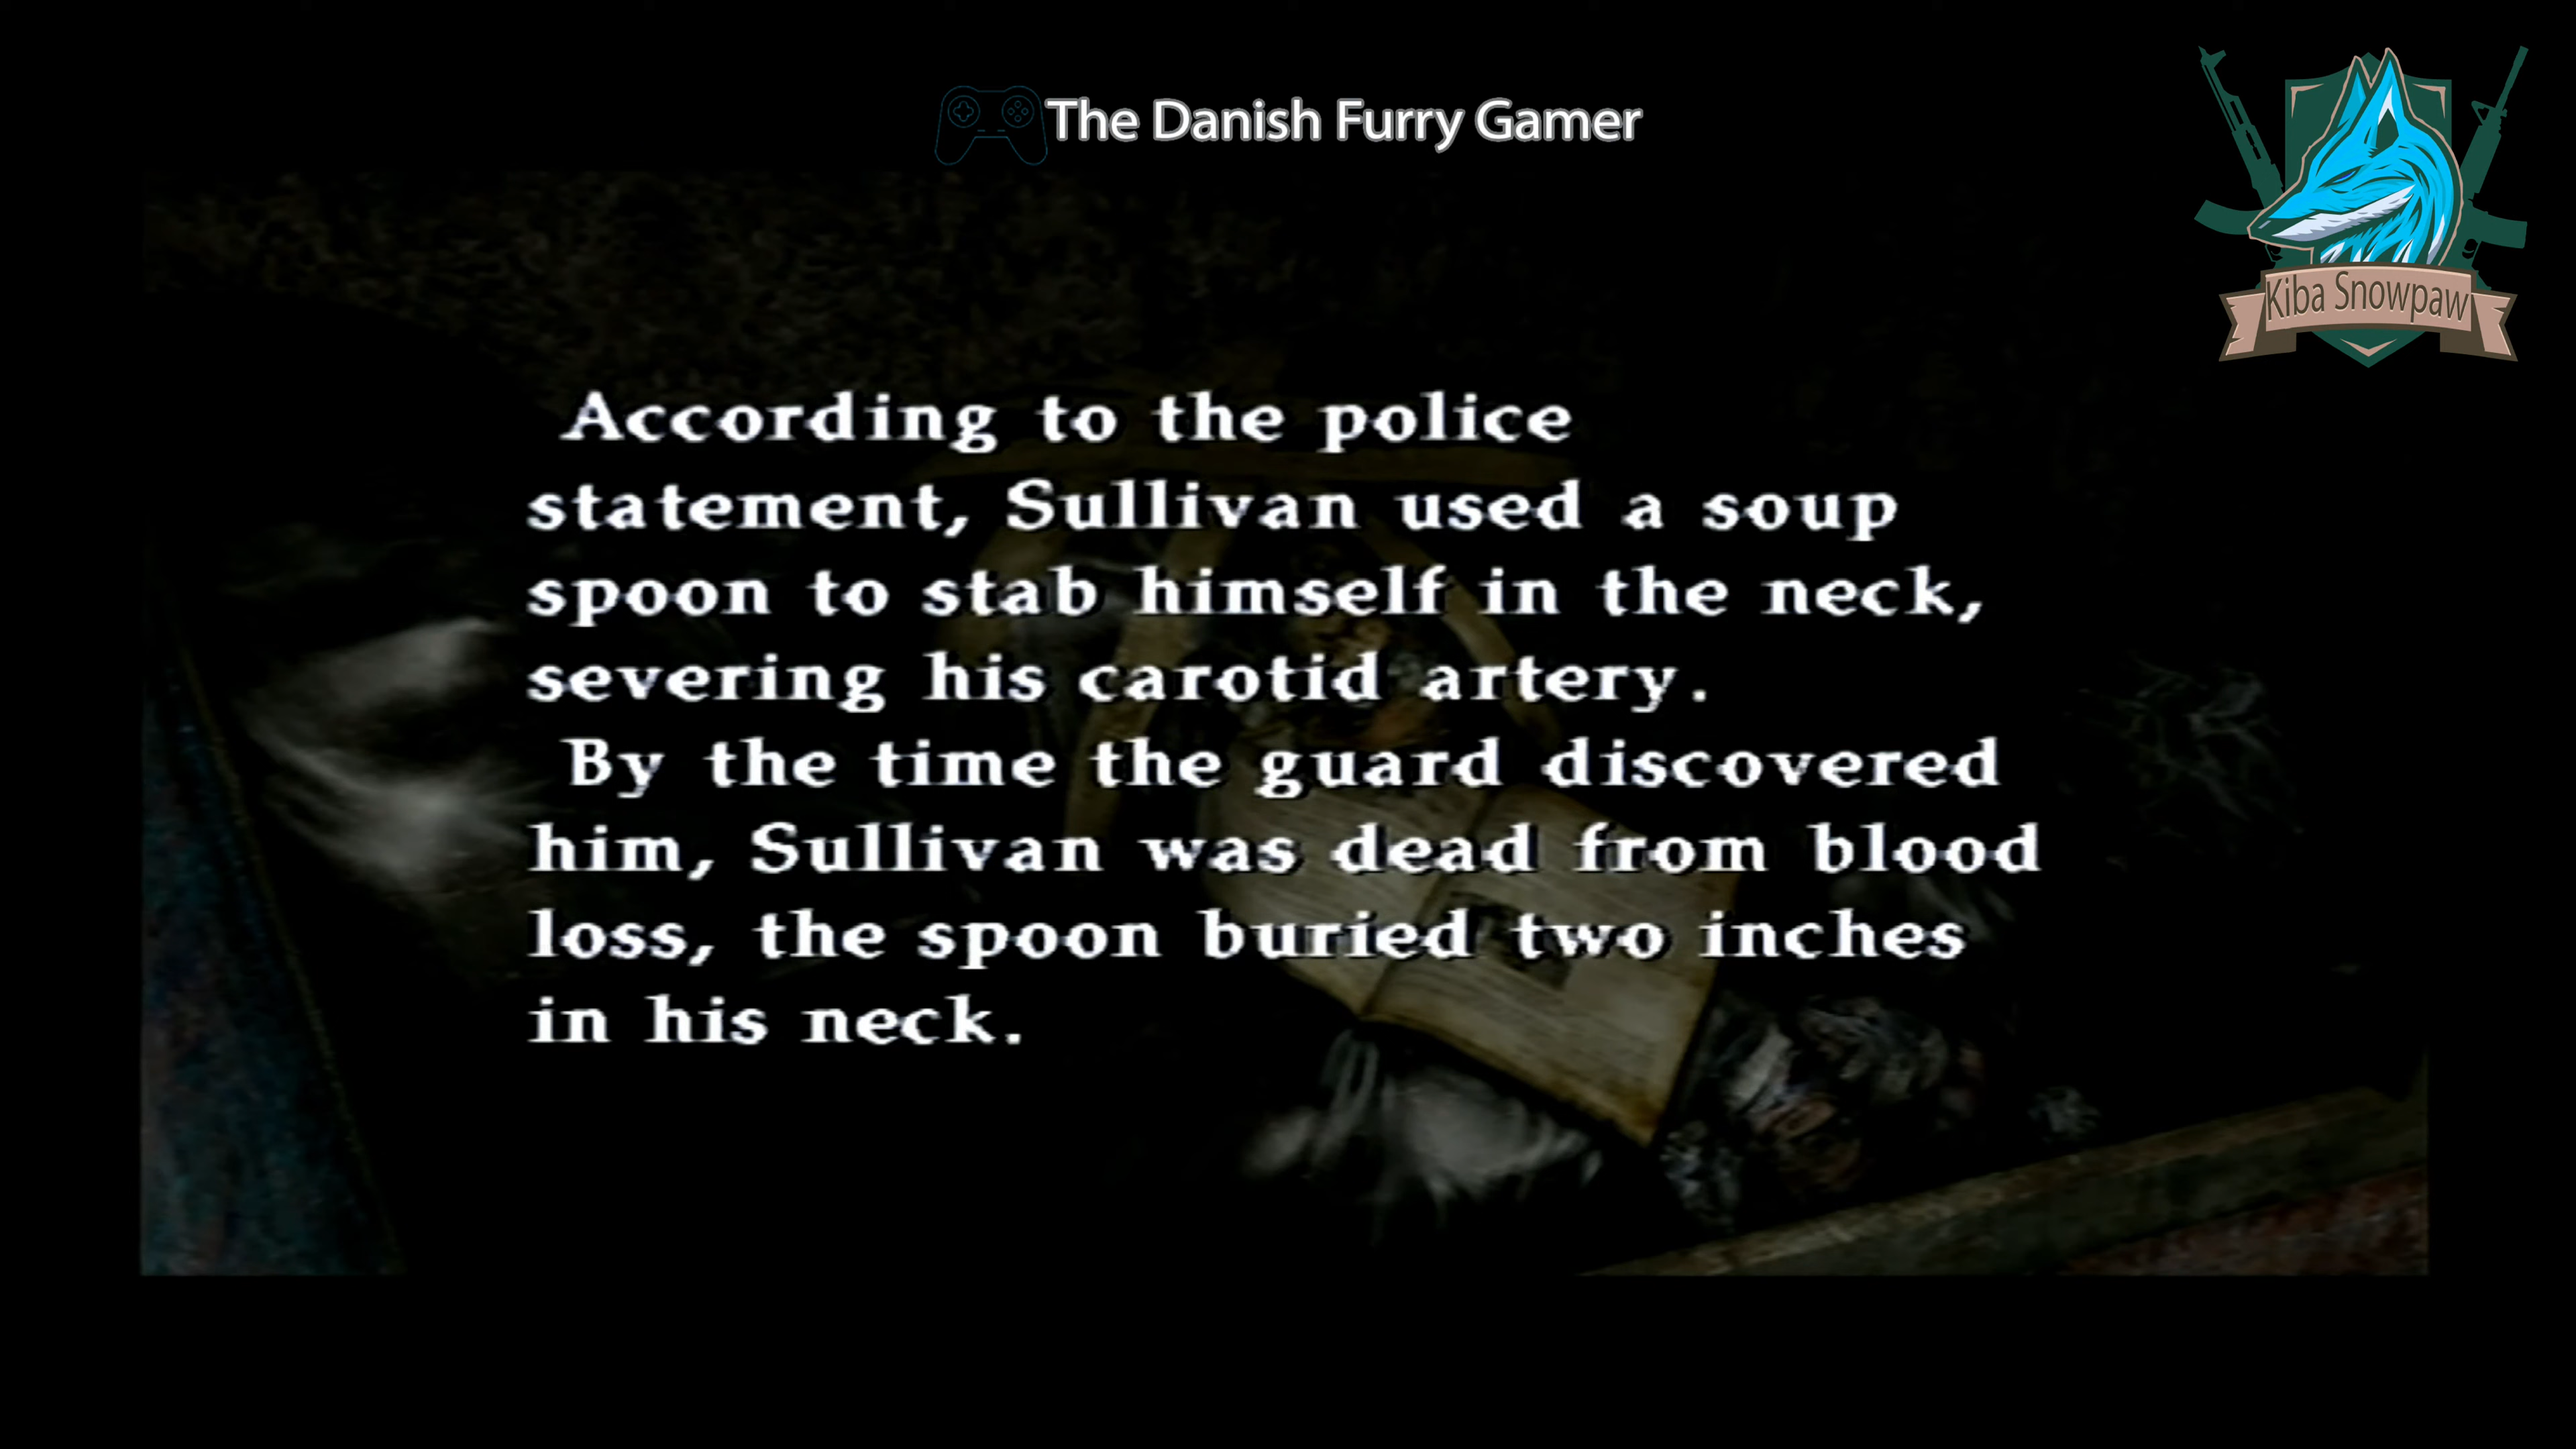 The Danish Furry Gamer
Kiba Snowpaw
According to the police
statement, Sullivan used a soup
spoon to stab himself in the neck,
severing his carotid artery.
By the time the guard discovered
him, Sullivan was dead from blood
loss, the spoon buried two inches
in his neck.